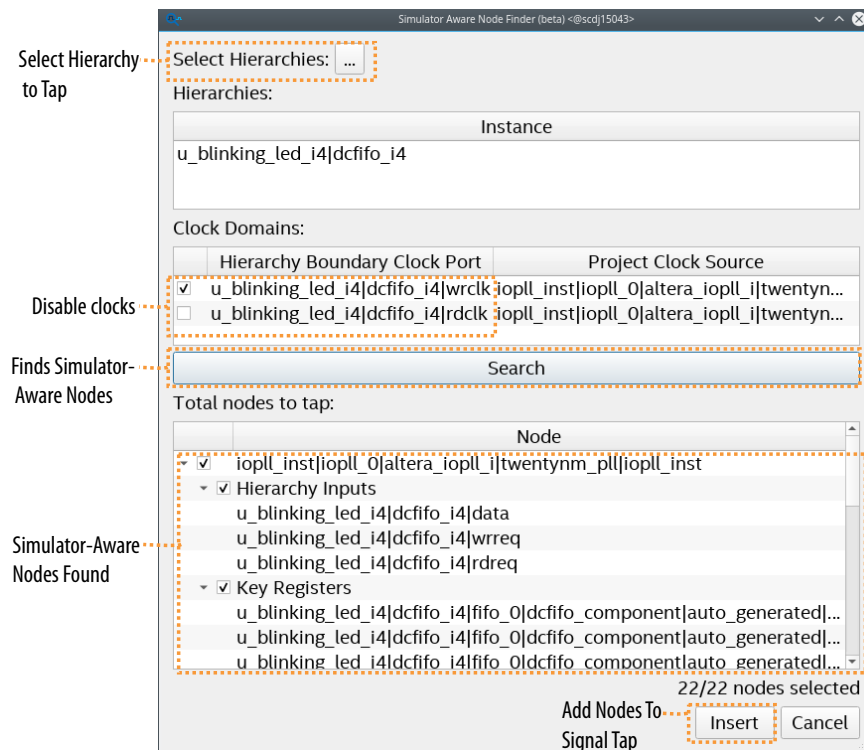 Simulator Aware Node Finder (beta) <@scdj15043>
Select Hierarchy
to Tap
Select Hierarchies: ...
Hierarchies:
Instance
u_blinking_led_i4|dcfifo_i4
Clock Domains:
Hierarchy Boundary Clock Port Project Clock Source
Disable clocks
u_blinking_led_i4|dcfifo_i4|wrclk iopll_inst|iopll_0|altera_iopll_i|twentyn...
u_blinking_led_i4|dcfifo_i4|rdclk iopll_inst|iopll_0|altera_iopll_i|twentyn...
Finds Simulator-
Aware Nodes
Search
Total nodes to tap:
Node
iopll_inst|iopll_0|altera_iopll_i|twentynm_pll|iopll_inst
Hierarchy Inputs
u_blinking_led_i4|dcfifo_i4|data
u_blinking_led_i4|dcfifo_i4|wrreq
u_blinking_led_i4|dcfifo_i4|rdreq
Simulator-Aware
Nodes Found
Key Registers
u_blinking_led_i4|dcfifo_i4|fifo_0|dcfifo_component|auto_generated|...
u_blinking_led_i4|dcfifo_i4|fifo_0|dcfifo_component|auto_generated|...
u_blinking_led_i4|dcfifo_i4|fifo_0|dcfifo_component|auto_generated|...
22/22 nodes selected
Add Nodes To
Signal Tap
Insert Cancel